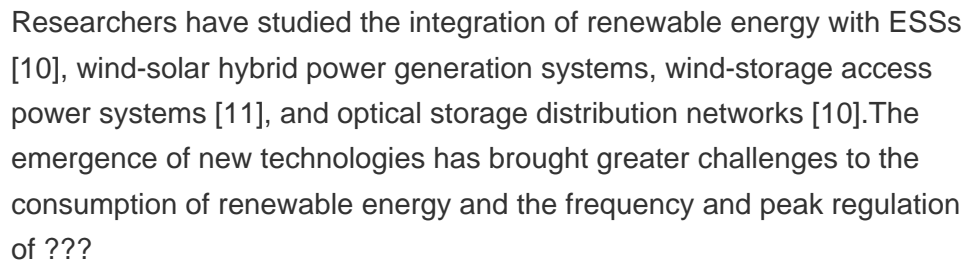 Researchers have studied the integration of renewable energy with ESSs
[10], wind-solar hybrid power generation systems, wind-storage access
power systems [11], and optical storage distribution networks [10].The
emergence of new technologies has brought greater challenges to the
consumption of renewable energy and the frequency and peak regulation
of ???